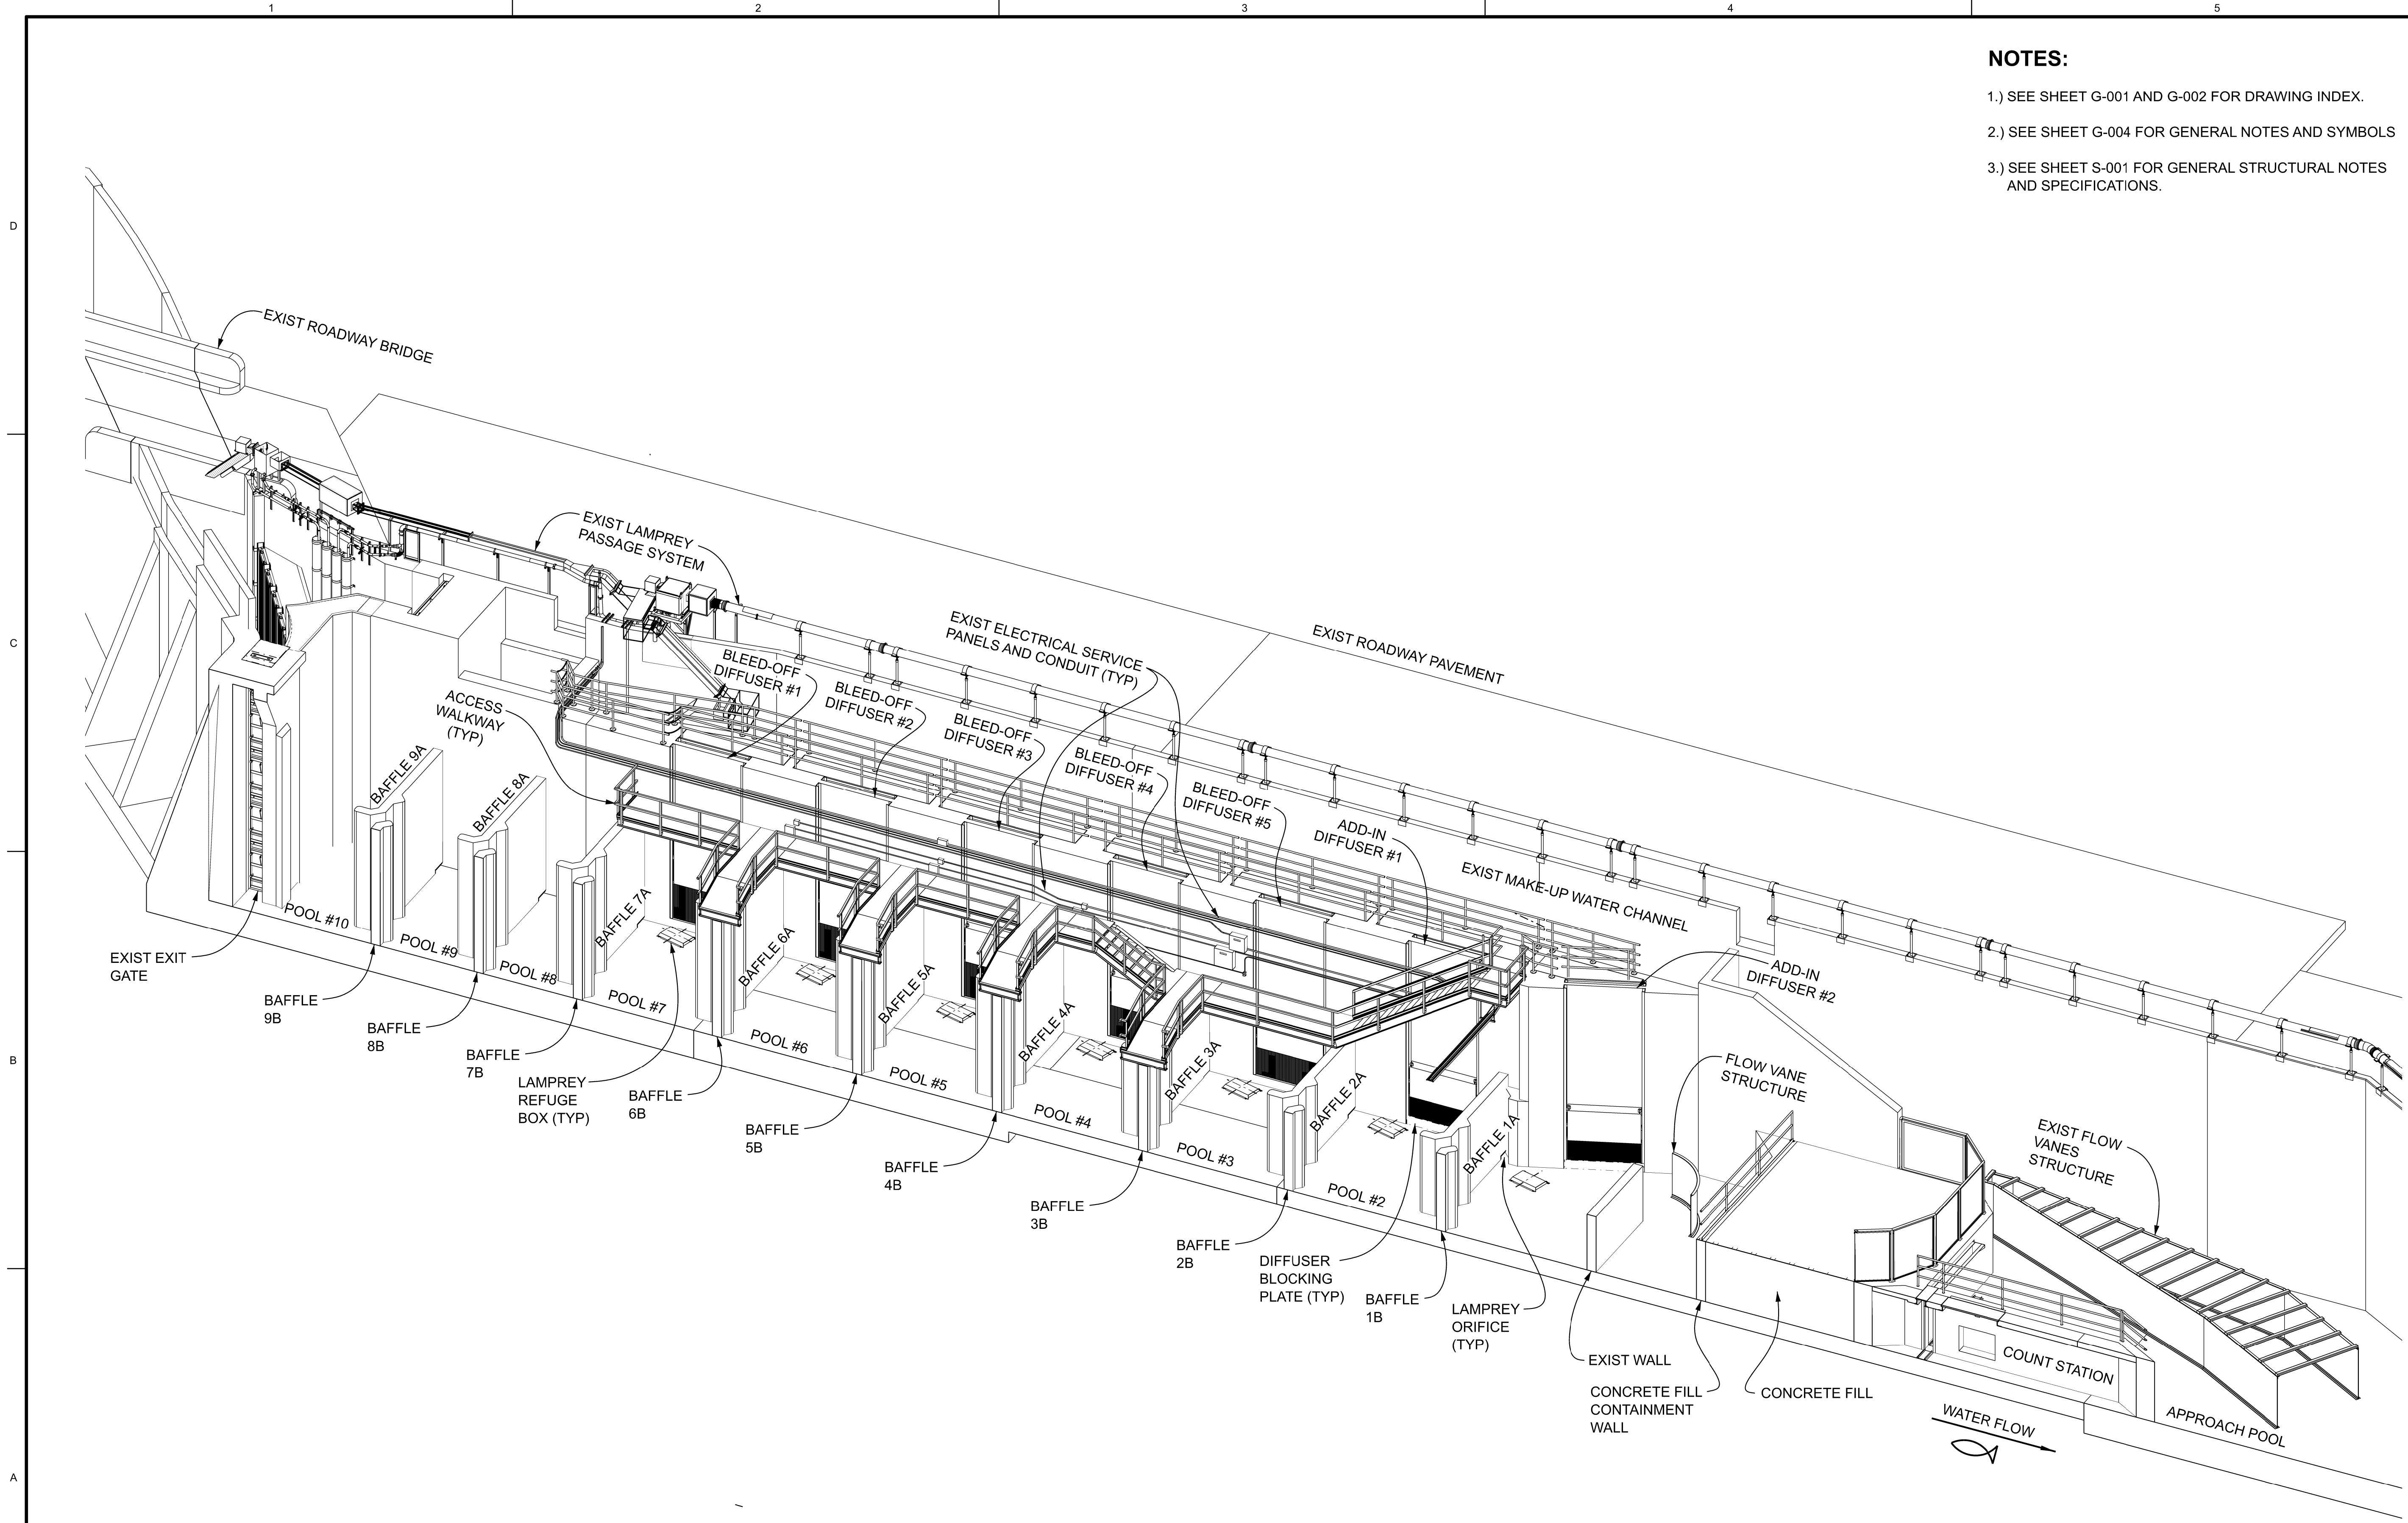 1
2
3
4
5
NOTES:
1.) SEE SHEET G-001 AND G-002 FOR DRAWING INDEX.
2.) SEE SHEET G-004 FOR GENERAL NOTES AND SYMBOLS
3.) SEE SHEET S-001 FOR GENERAL STRUCTURAL NOTES
AND SPECIFICATIONS.
D
C
B
A
EXIST ROADWAY BRIDGE
EXIST LAMPREY
PASSAGE SYSTEM
EXIST ELECTRICAL SERVICE
PANELS AND CONDUIT (TYP)
EXIST ROADWAY PAVEMENT
BLEED-OFF
DIFFUSER #1
BLEED-OFF
DIFFUSER #2
BLEED-OFF
DIFFUSER #3
BLEED-OFF
DIFFUSER #4
BLEED-OFF
DIFFUSER #5
ADD-IN
DIFFUSER #1
EXIST MAKE-UP WATER CHANNEL
ADD-IN
DIFFUSER #2
ACCESS
WALKWAY
(TYP)
BAFFLE 9A
BAFFLE 8A
BAFFLE 7A
BAFFLE 6A
BAFFLE 5A
BAFFLE 4A
BAFFLE 3A
BAFFLE 2A
BAFFLE 1A
POOL #10
POOL #9
POOL #8
POOL #7
POOL #6
POOL #5
POOL #4
POOL #3
POOL #2
EXIST EXIT
GATE
BAFFLE
9B
BAFFLE
8B
BAFFLE
7B
LAMPREY
REFUGE
BOX (TYP)
BAFFLE
6B
BAFFLE
5B
BAFFLE
4B
BAFFLE
3B
BAFFLE
2B
DIFFUSER
BLOCKING
PLATE (TYP)
BAFFLE
1B
LAMPREY
ORIFICE
(TYP)
FLOW VANE
STRUCTURE
EXIST FLOW
VANES
STRUCTURE
EXIST WALL
CONCRETE FILL
CONTAINMENT
WALL
CONCRETE FILL
COUNT STATION
WATER FLOW
APPROACH POOL